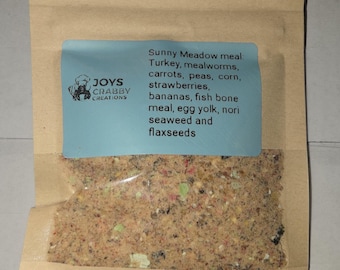 JOYS
CRABBY
CREATIONS
Sunny Meadow meal
Turkey, mealworms,
carrots, peas, corn,
strawberries,
bananas, fish bone
meal, egg yolk, nori
seaweed and
flaxseeds